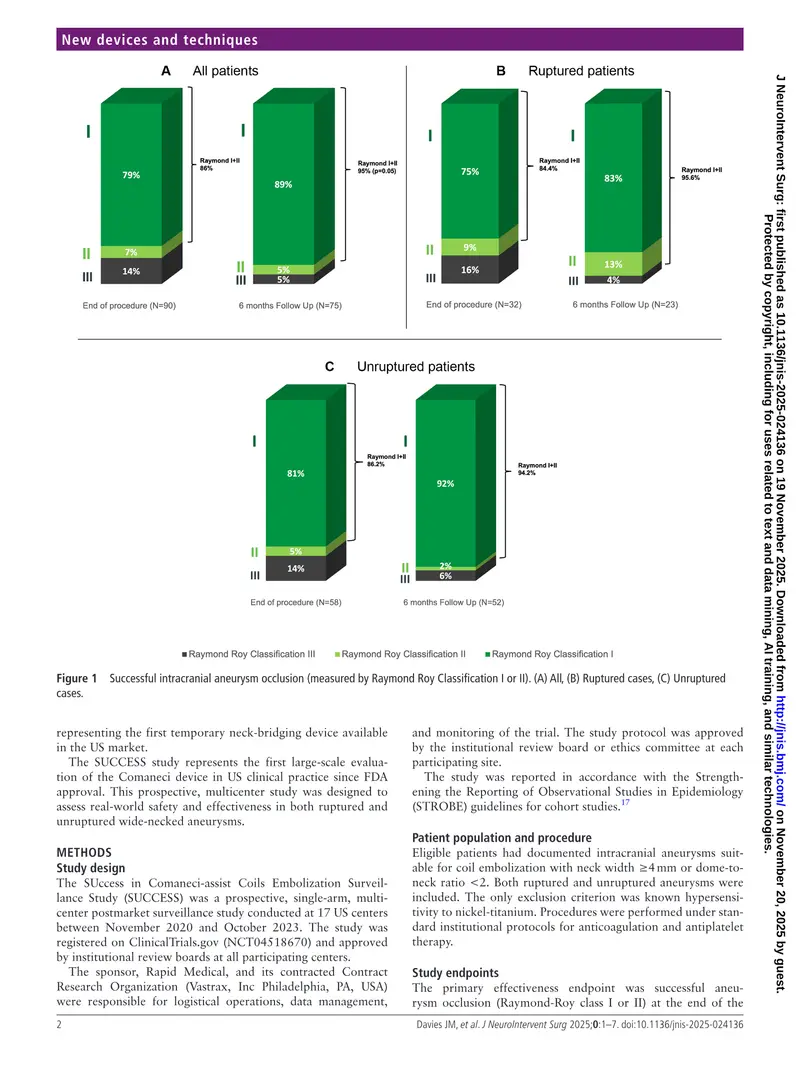 New devices and techniques
A All patients
I
79%
II
7%
III
14%
Raymond I+II
86%
End of procedure (N=90)
I
89%
II
5%
III
5%
Raymond I+II
95% (p=0.05)
6 months Follow Up (N=75)
B Ruptured patients
I
75%
II
9%
III
16%
Raymond I+II
84.4%
End of procedure (N=32)
I
83%
II
13%
III
4%
Raymond I+II
95.6%
6 months Follow Up (N=23)
C Unruptured patients
I
81%
II
5%
III
14%
Raymond I+II
86.2%
End of procedure (N=58)
I
92%
II
2%
III
6%
Raymond I+II
94.2%
6 months Follow Up (N=52)
Raymond Roy Classification III Raymond Roy Classification II Raymond Roy Classification I
Figure 1 Successful intracranial aneurysm occlusion (measured by Raymond Roy Classification I or II). (A) All, (B) Ruptured cases, (C) Unruptured
cases.
representing the first temporary neck-bridging device available
in the US market.
The SUCCESS study represents the first large-scale evalua-
tion of the Comaneci device in US clinical practice since FDA
approval. This prospective, multicenter study was designed to
assess real-world safety and effectiveness in both ruptured and
unruptured wide-necked aneurysms.
METHODS
Study design
The SUccess in Comaneci-assist Coils Embolization Surveil-
lance Study (SUCCESS) was a prospective, single-arm, multi-
center postmarket surveillance study conducted at 17 US centers
between November 2020 and October 2023. The study was
registered on ClinicalTrials.gov (NCT04518670) and approved
by institutional review boards at all participating centers.
The sponsor, Rapid Medical, and its contracted Contract
Research Organization (Vastrax, Inc Philadelphia, PA, USA)
were responsible for logistical operations, data management,
and monitoring of the trial. The study protocol was approved
by the institutional review board or ethics committee at each
participating site.
The study was reported in accordance with the Strength-
ening the Reporting of Observational Studies in Epidemiology
(STROBE) guidelines for cohort studies.17
Patient population and procedure
Eligible patients had documented intracranial aneurysms suit-
able for coil embolization with neck width ≥4 mm or dome-to-
neck ratio <2. Both ruptured and unruptured aneurysms were
included. The only exclusion criterion was known hypersensi-
tivity to nickel-titanium. Procedures were performed under stan-
dard institutional protocols for anticoagulation and antiplatelet
therapy.
Study endpoints
The primary effectiveness endpoint was successful aneu-
rysm occlusion (Raymond-Roy class I or II) at the end of the
2 Davies JM, et al. J NeuroIntervent Surg 2025;0:1–7. doi:10.1136/jnis-2025-024136
J NeuroIntervent Surg: first published as 10.1136/jnis-2025-024136 on 19 November 2025. Downloaded from http://jnis.bmj.com/ on November 20, 2025 by guest.
Protected by copyright, including for uses related to text and data mining, AI training, and similar technologies.